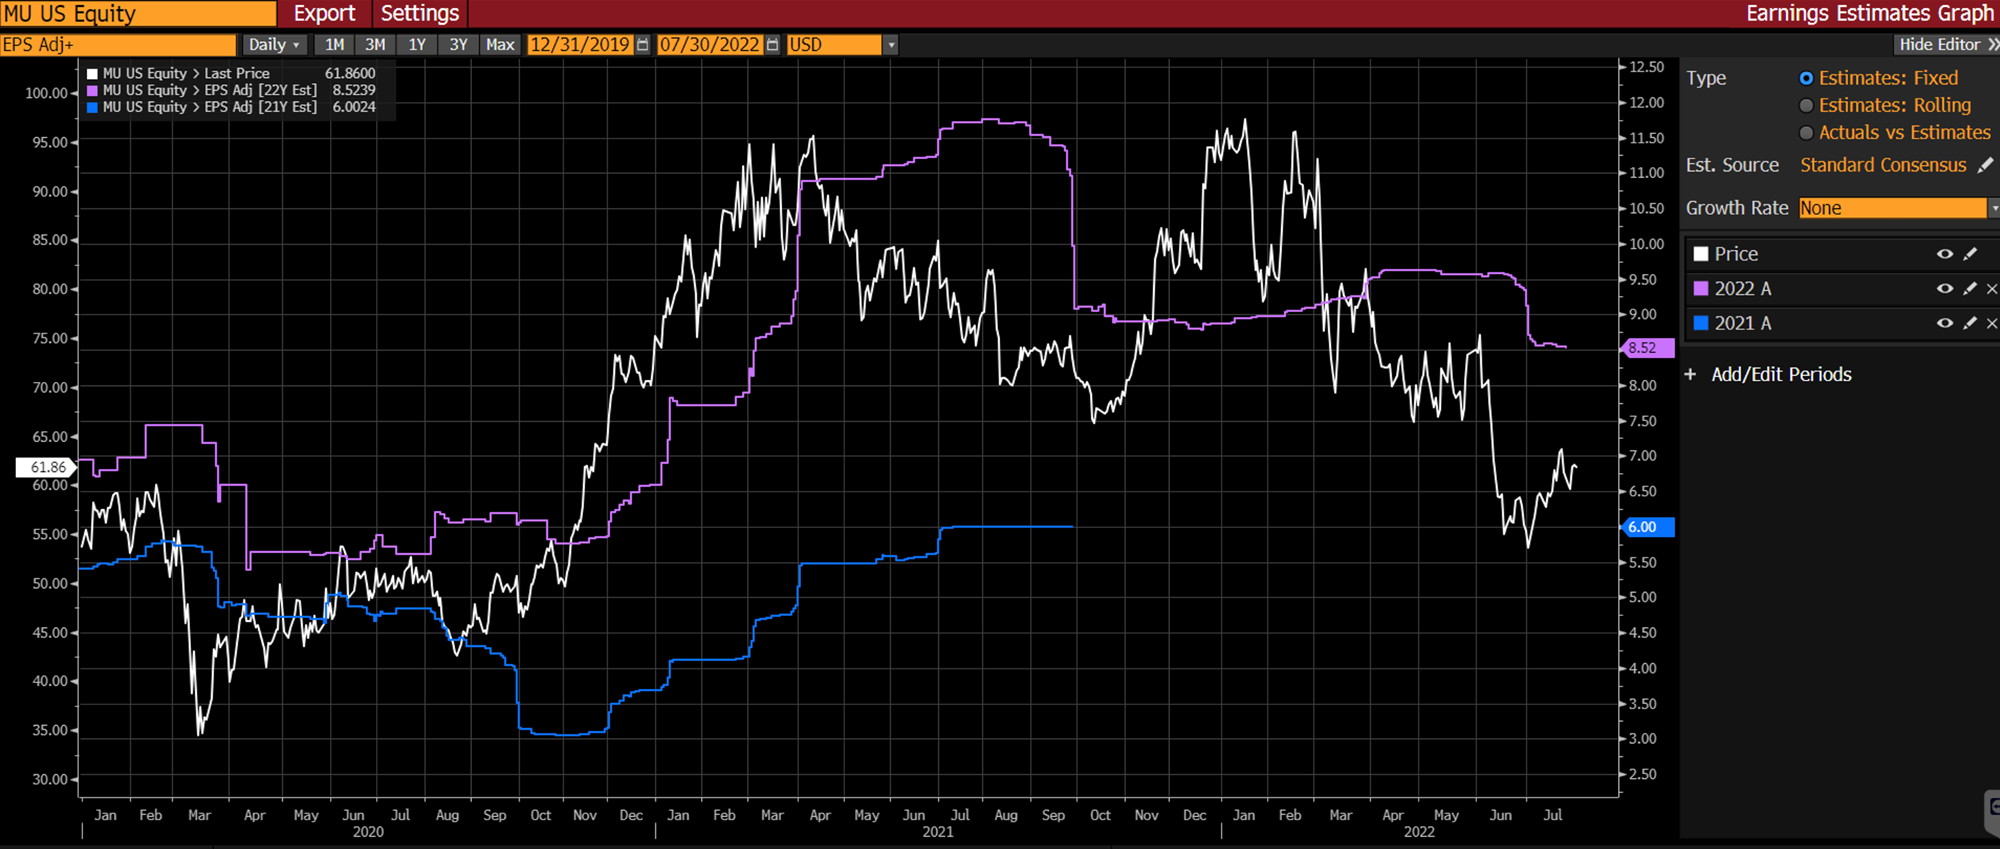 MU US Equity Export Settings Earnings Estimates Graph
EPS Adj+ Daily 1M 3M 1Y 3Y Max 12/31/2019 07/30/2022 USD Hide Editor
MU US Equity > Last Price 61.8600
MU US Equity > EPS Adj [22Y Est] 8.5239
MU US Equity > EPS Adj [21Y Est] 6.0024
100.00
95.00
90.00
85.00
80.00
75.00
70.00
65.00
61.86
60.00
55.00
50.00
45.00
40.00
35.00
30.00
12.50
12.00
11.50
11.00
10.50
10.00
9.50
9.00
8.52
8.00
7.50
7.00
6.50
6.00
5.50
5.00
4.50
4.00
3.50
3.00
2.50
Jan Feb Mar Apr May Jun Jul Aug Sep Oct Nov Dec Jan Feb Mar Apr May Jun Jul Aug Sep Oct Nov Dec Jan Feb Mar Apr May Jun Jul
2020 2021 2022
Type Estimates: Fixed
Estimates: Rolling
Actuals vs Estimates
Est. Source Standard Consensus
Growth Rate None
Price
2022 A
2021 A
+ Add/Edit Periods